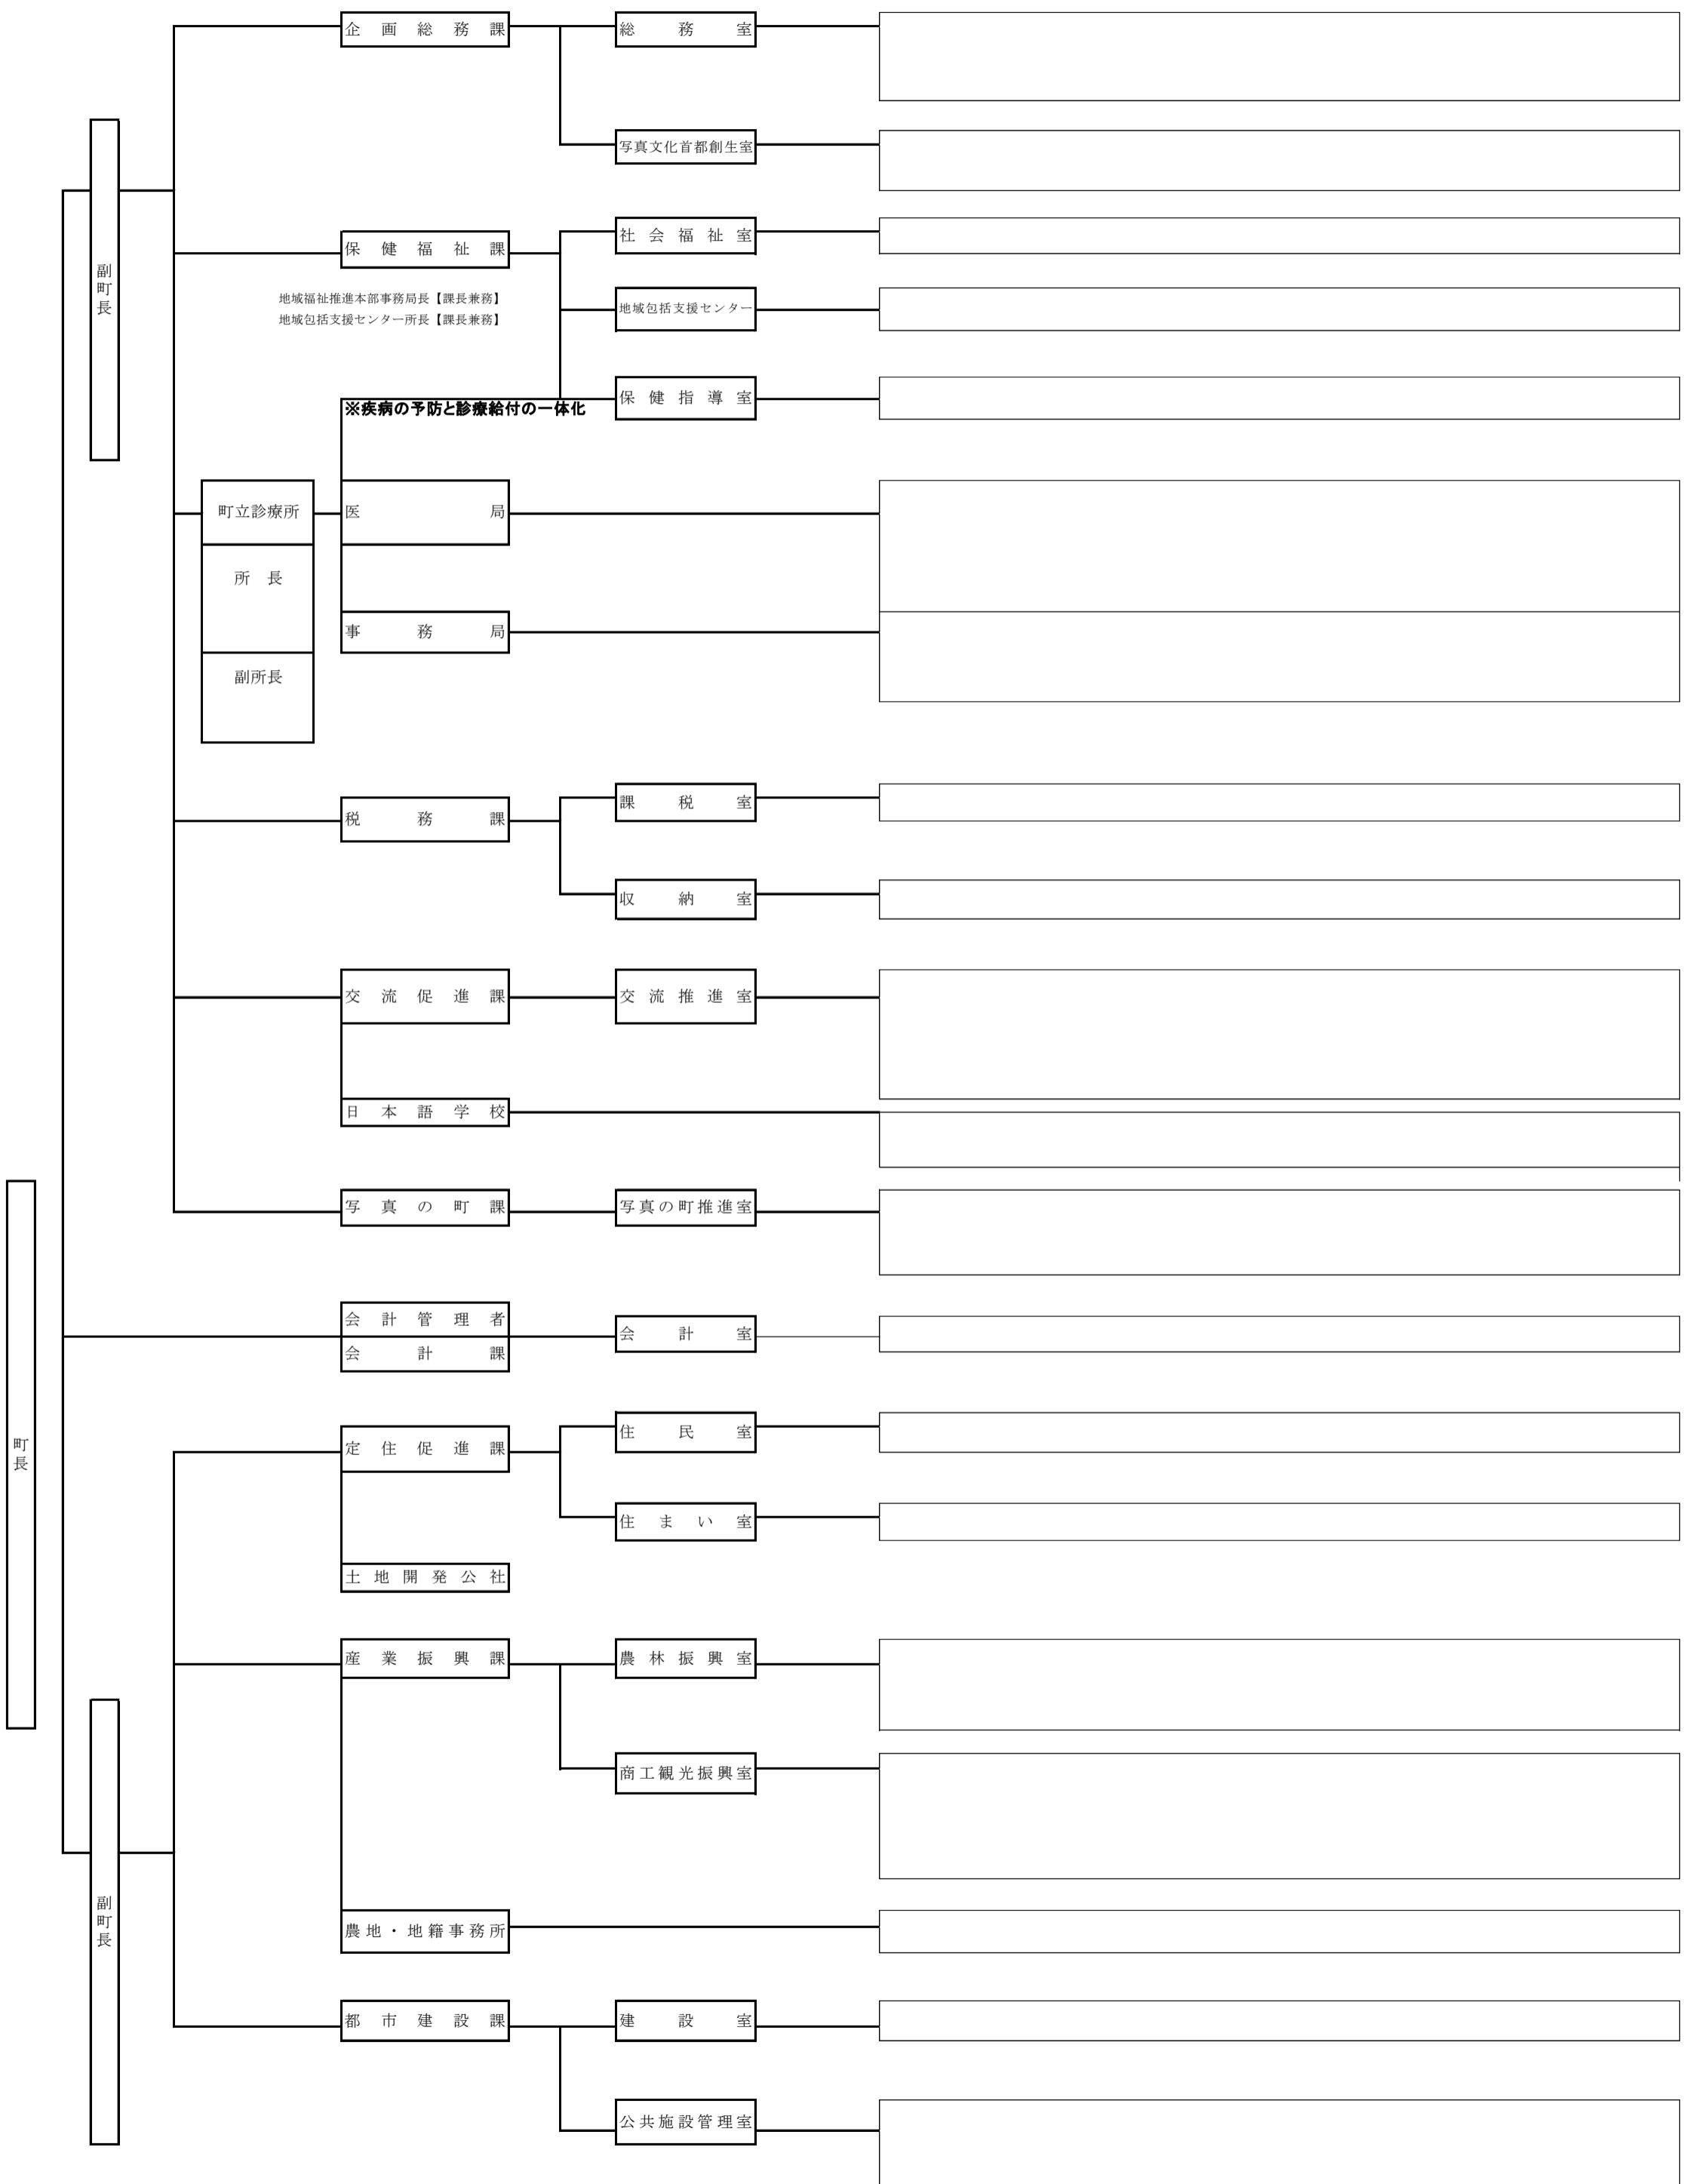 企画総務課
総務室
写真文化首都創生室
副町長
保健福祉課
地域福祉推進本部事務局長【課長兼務】
地域包括支援センター所長【課長兼務】
社会福祉室
地域包括支援センター
保健指導室
※疾病の予防と診療給付の一体化
町立診療所
所　長
副所長
医局
事務局
税務課
課税室
収納室
交流促進課
交流推進室
日本語学校
写真の町課
写真の町推進室
会計管理者
会計課
会計室
町長
定住促進課
住民室
住まい室
土地開発公社
産業振興課
農林振興室
商工観光振興室
副町長
農地・地籍事務所
都市建設課
建設室
公共施設管理室